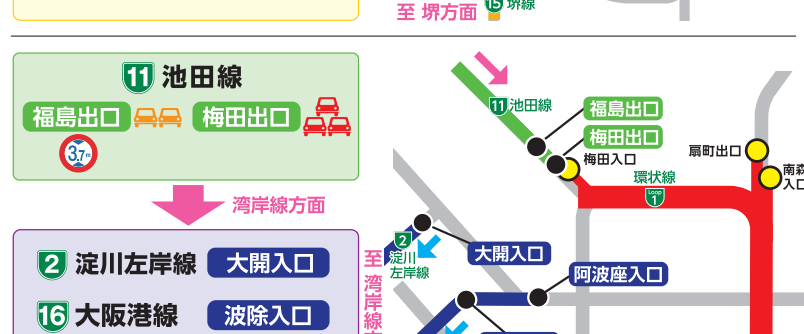 至 堺方面
15 堺線
11 池田線
福島出口
梅田出口
3.7m
湾岸線方面
2 淀川左岸線 大開入口
16 大阪港線 波除入口
11 池田線
福島出口
梅田出口
梅田入口
環状線
Loop
1
扇町出口
南森
入口
2
淀川
左岸線
大開入口
阿波座入口
至 湾岸線